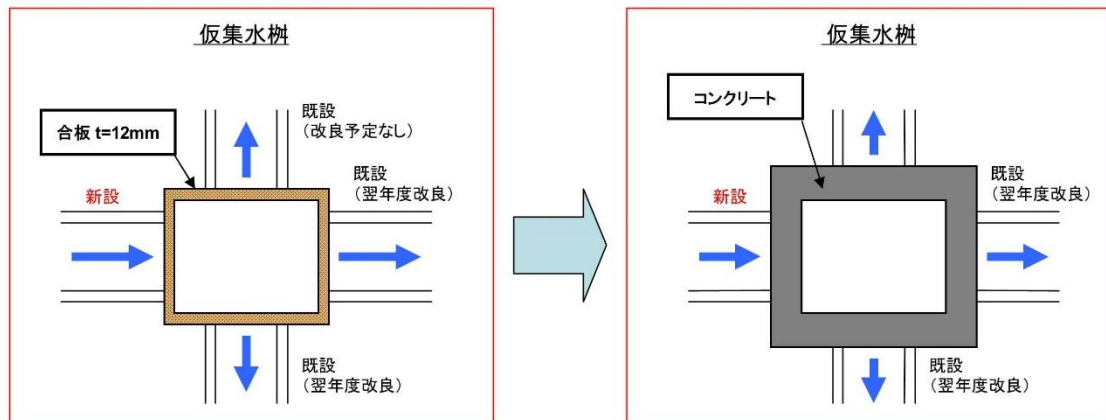 仮集水桝
合板 t=12mm
既設
（改良予定なし）
既設
（翌年度改良）
新設
既設
（翌年度改良）
仮集水桝
コンクリート
既設
（翌年度改良）
新設
既設
（翌年度改良）